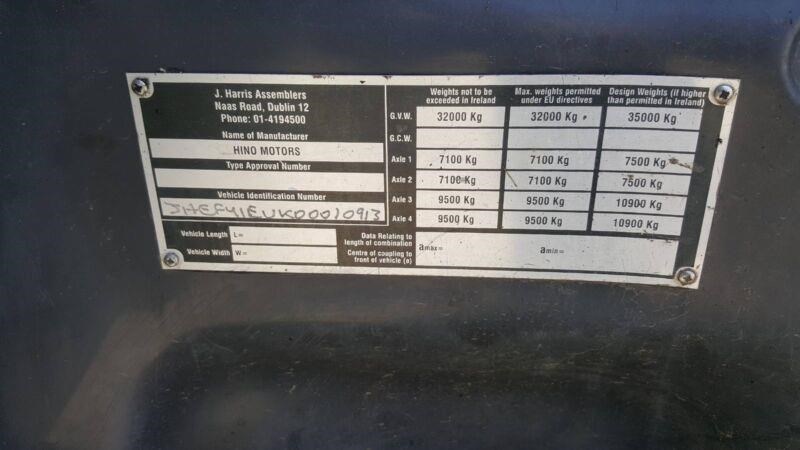 J. Harris Assemblers
Naas Road, Dublin 12
Phone: 01-4194500
Name of Manufacturer
HINO MOTORS
Type Approval Number
Vehicle Identification Number
Vehicle Length L=
Vehicle Width W=
Weights not to be exceeded in Ireland
Max. weights permitted under EU directives
Design Weights (if higher than permitted in Ireland)
G.V.W. 32000 Kg 32000 Kg 35000 Kg
G.C.W.
Axle 1 7100 Kg 7100 Kg 7500 Kg
Axle 2 7100 Kg 7100 Kg 7500 Kg
Axle 3 9500 Kg 9500 Kg 10900 Kg
Axle 4 9500 Kg 9500 Kg 10900 Kg
Data Relating to length of combination
Centre of coupling to front of vehicle (a)
amax= amin=